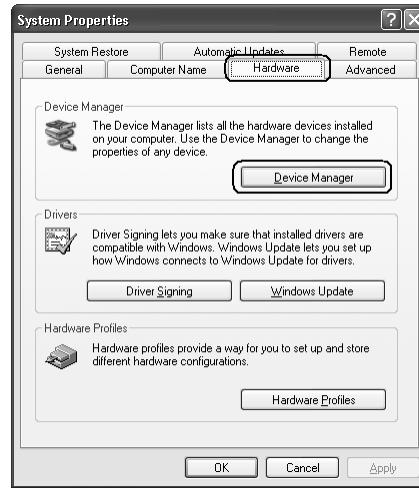 System Properties
System Restore Automatic Updates Remote
General Computer Name Hardware Advanced
Device Manager
The Device Manager lists all the hardware devices installed
on your computer. Use the Device Manager to change the
properties of any device.
Device Manager
Drivers
Driver Signing lets you make sure that installed drivers are
compatible with Windows. Windows Update lets you set up
how Windows connects to Windows Update for drivers.
Driver Signing Windows Update
Hardware Profiles
Hardware profiles provide a way for you to set up and store
different hardware configurations.
Hardware Profiles
OK Cancel Apply